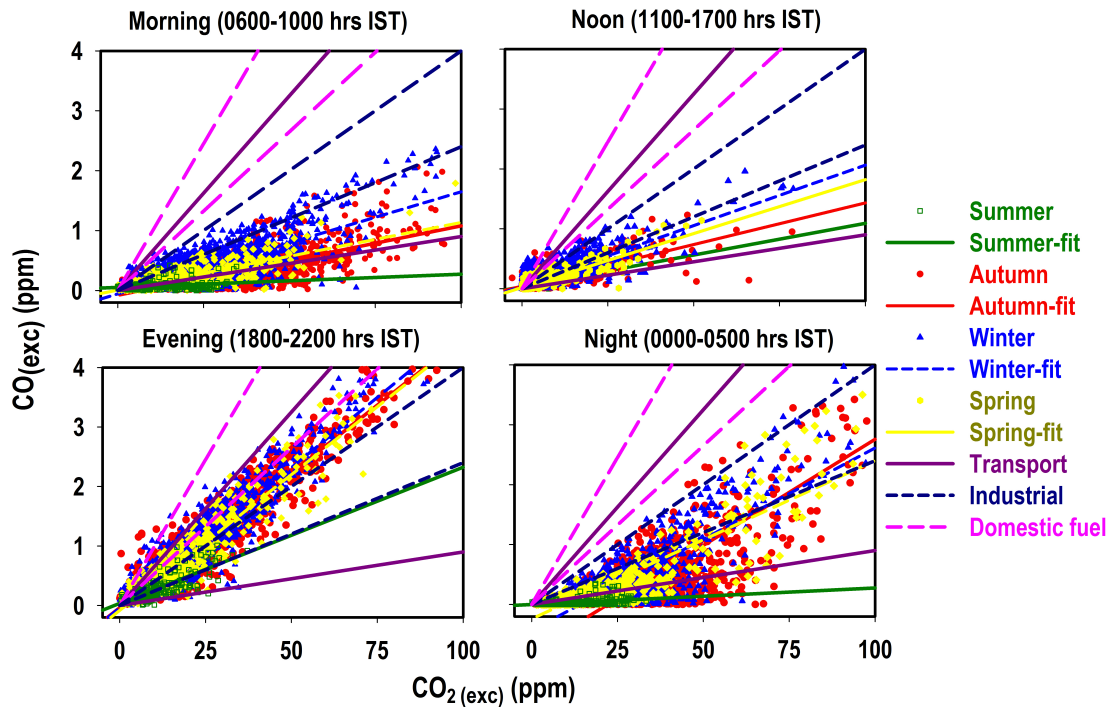 Morning (0600-1000 hrs IST)
Noon (1100-1700 hrs IST)
4
3
2
1
0
Evening (1800-2200 hrs IST)
Night (0000-0500 hrs IST)
4
3
2
1
0
0 25 50 75 100
0 25 50 75 100
CO(exc) (ppm)
CO2 (exc) (ppm)
Summer
Summer-fit
Autumn
Autumn-fit
Winter
Winter-fit
Spring
Spring-fit
Transport
Industrial
Domestic fuel